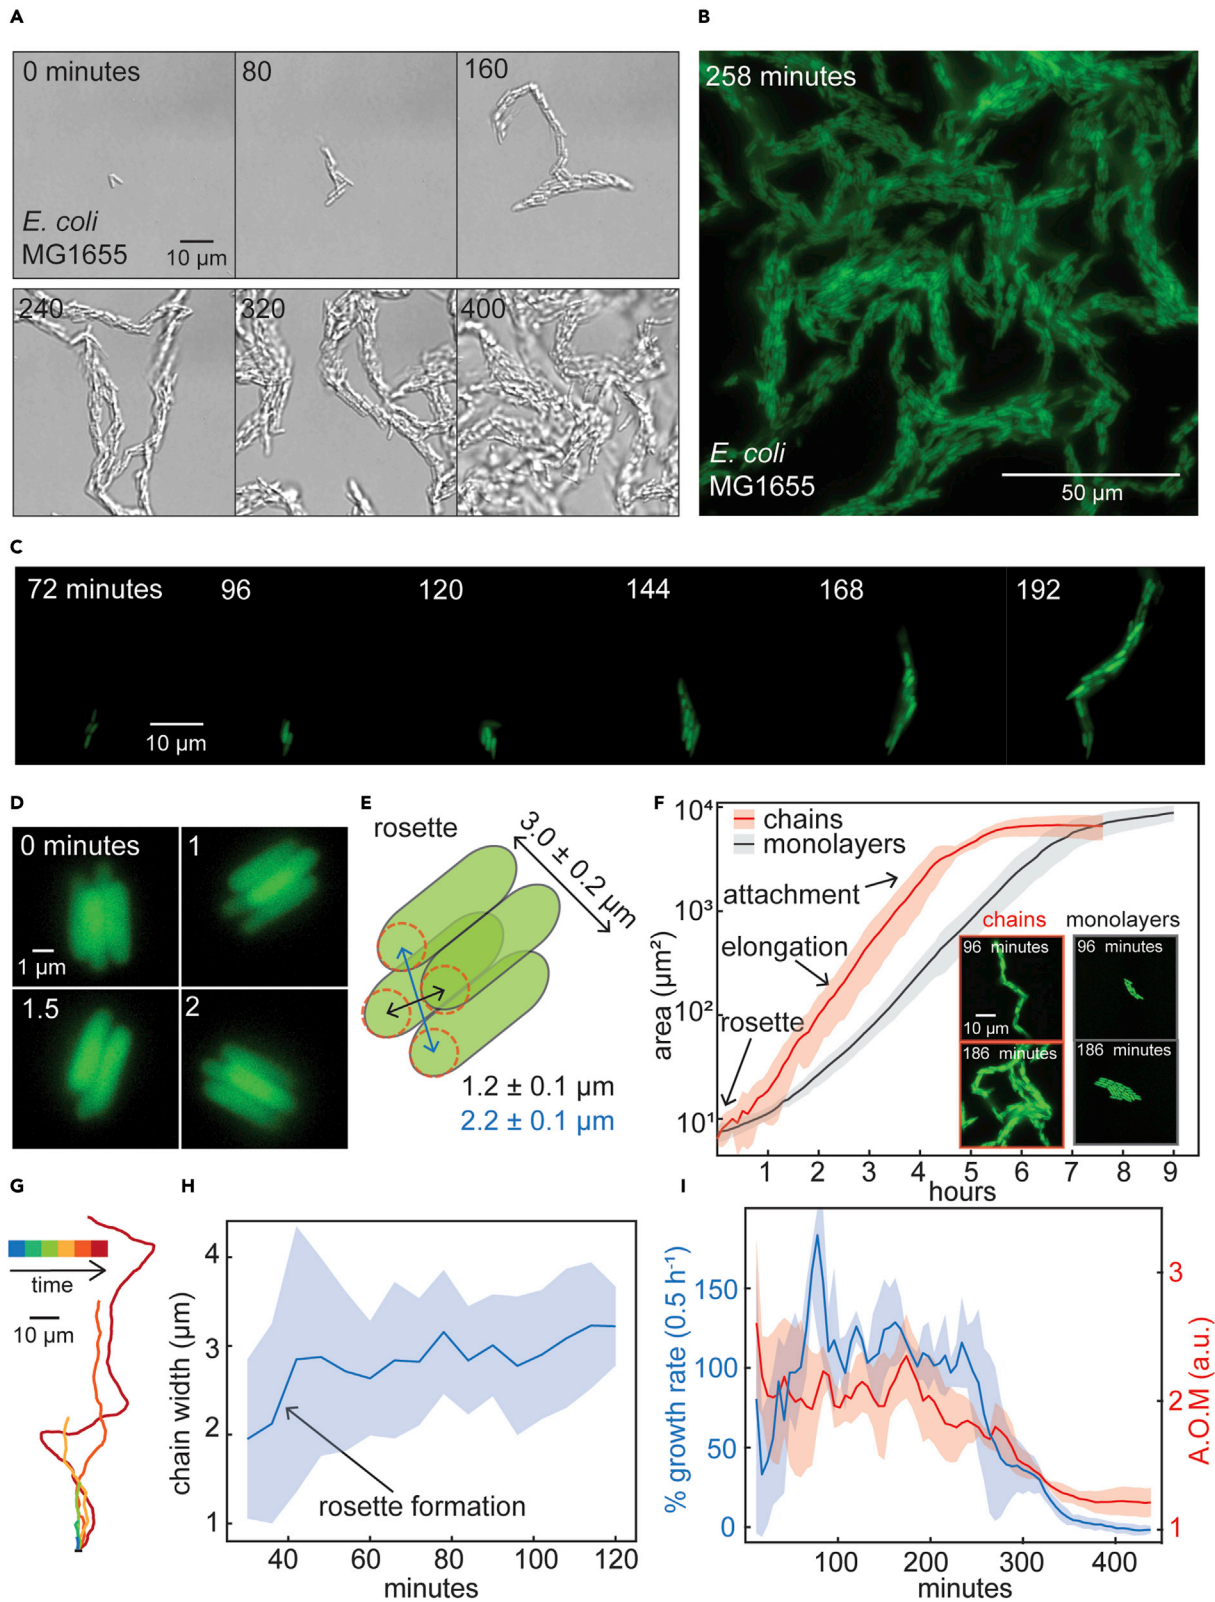 A
0 minutes
80
160
E. coli
MG1655
10 µm
240
320
400
B
258 minutes
E. coli
MG1655
50 µm
C
72 minutes
96
120
144
168
192
10 µm
D
0 minutes
1
1 µm
1.5
2
E
rosette
3.0 ± 0.2 µm
1.2 ± 0.1 µm
2.2 ± 0.1 µm
F
chains
monolayers
attachment
elongation
rosette
area (µm²)
10⁴
10³
10²
10¹
chains
monolayers
96 minutes
96 minutes
10 µm
186 minutes
186 minutes
1 2 3 4 5 6 7 8 9
hours
G
time
10 µm
H
chain width (µm)
4
3
2
1
rosette formation
40 60 80 100 120
minutes
I
% growth rate (0.5 h⁻¹)
150
100
50
0
3
2
1
A.O.M (a.u.)
100 200 300 400
minutes